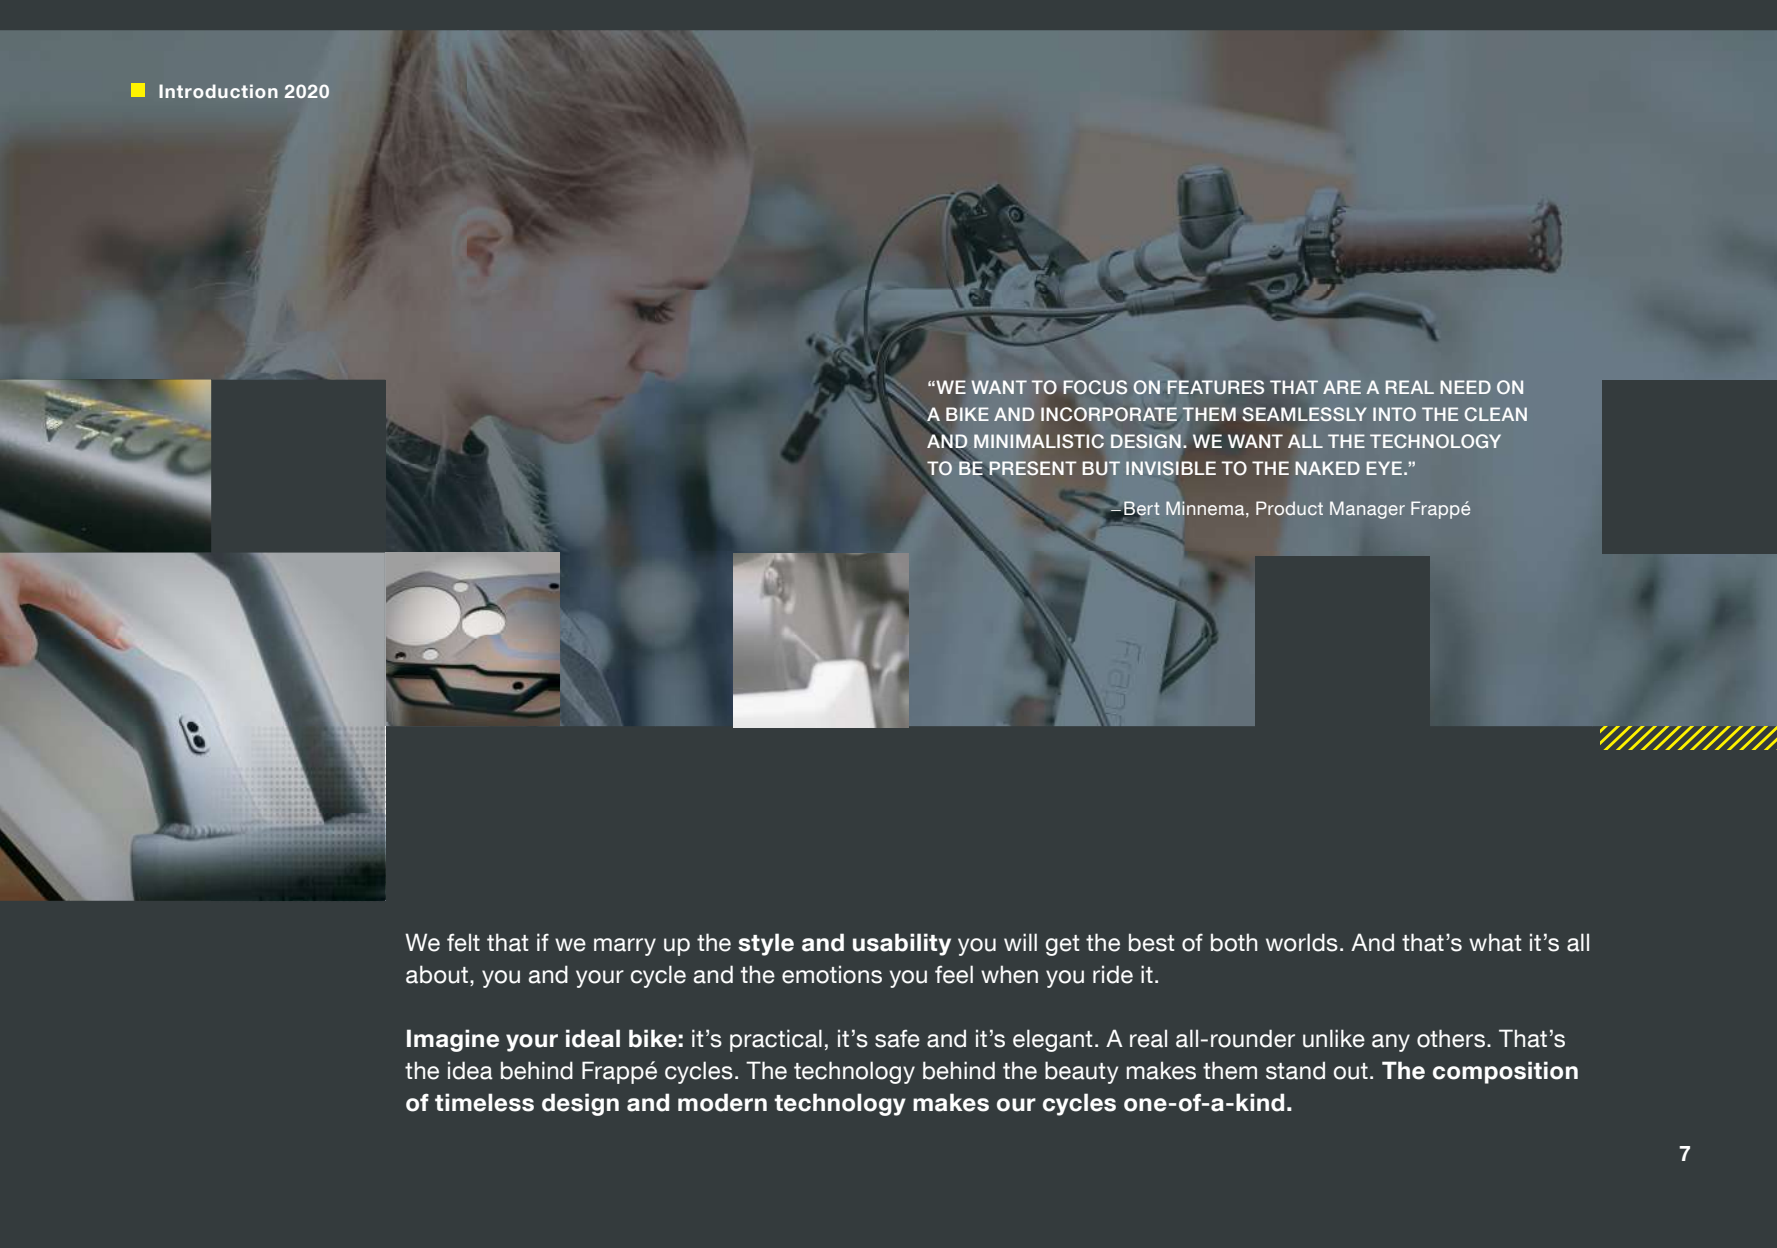 Introduction 2020
“WE WANT TO FOCUS ON FEATURES THAT ARE A REAL NEED ON
A BIKE AND INCORPORATE THEM SEAMLESSLY INTO THE CLEAN
AND MINIMALISTIC DESIGN. WE WANT ALL THE TECHNOLOGY
TO BE PRESENT BUT INVISIBLE TO THE NAKED EYE.”
–Bert Minnema, Product Manager Frappé
We felt that if we marry up the style and usability you will get the best of both worlds. And that’s what it’s all
about, you and your cycle and the emotions you feel when you ride it.
Imagine your ideal bike: it’s practical, it’s safe and it’s elegant. A real all-rounder unlike any others. That’s
the idea behind Frappé cycles. The technology behind the beauty makes them stand out. The composition
of timeless design and modern technology makes our cycles one-of-a-kind.
7